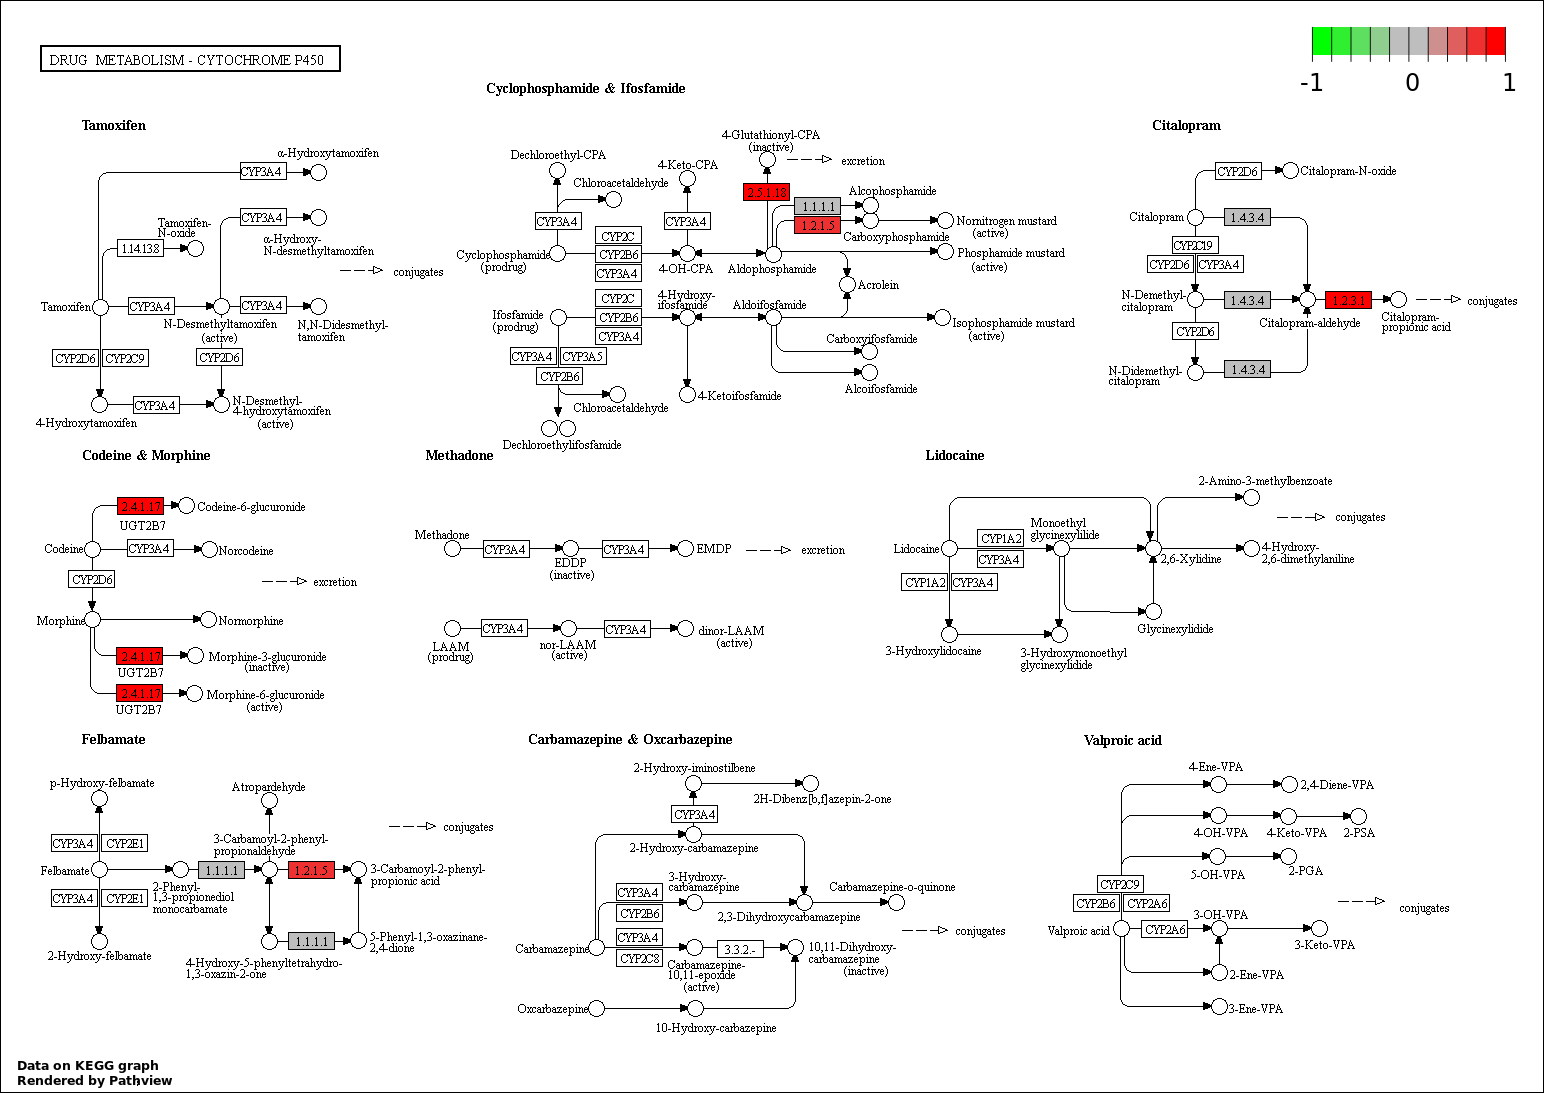 DRUG METABOLISM - CYTOCHROME P450
-1
0
1
Tamoxifen
α-Hydroxytamoxifen
CYP3A4
CYP3A4
Tamoxifen-
N-oxide
1.14.13.8
α-Hydroxy-
N-desmethyltamoxifen
conjugates
Tamoxifen
CYP3A4
CYP3A4
N-Desmethyltamoxifen
(active)
N,N-Didesmethyl-
tamoxifen
CYP2D6
CYP2C9
CYP2D6
CYP3A4
N-Desmethyl-
4-hydroxytamoxifen
(active)
4-Hydroxytamoxifen
Cyclophosphamide & Ifosfamide
4-Glutathionyl-CPA
(inactive)
excretion
Dechloroethyl-CPA
4-Keto-CPA
Chloroacetaldehyde
2.5.1.18
Alcophosphamide
1.1.1.1
CYP3A4
CYP3A4
1.2.1.5
Nornitrogen mustard
(active)
Carboxyphosphamide
CYP2C
CYP2B6
CYP3A4
Cyclophosphamide
(prodrug)
4-OH-CPA
Aldophosphamide
Phosphamide mustard
(active)
Acrolein
CYP2C
CYP2B6
CYP3A4
4-Hydroxy-
ifosfamide
Aldoifosfamide
Ifosfamide
(prodrug)
Isophosphamide mustard
(active)
Carboxyifosfamide
CYP3A4
CYP3A5
CYP2B6
Alcoifosfamide
4-Ketoifosfamide
Chloroacetaldehyde
Dechloroethylifosfamide
Citalopram
CYP2D6
Citalopram-N-oxide
Citalopram
1.4.3.4
CYP2C19
CYP2D6
CYP3A4
N-Demethyl-
citalopram
1.4.3.4
1.2.3.1
conjugates
Citalopram-aldehyde
Citalopram-
propionic acid
CYP2D6
N-Didemethyl-
citalopram
1.4.3.4
Codeine & Morphine
2.4.1.17
Codeine-6-glucuronide
UGT2B7
Codeine
CYP3A4
Norcodeine
CYP2D6
excretion
Morphine
Normorphine
2.4.1.17
Morphine-3-glucuronide
(inactive)
UGT2B7
2.4.1.17
Morphine-6-glucuronide
(active)
UGT2B7
Methadone
Methadone
CYP3A4
CYP3A4
EMDP
excretion
EDDP
(inactive)
CYP3A4
CYP3A4
dinor-LAAM
(active)
LAAM
(prodrug)
nor-LAAM
(active)
Lidocaine
2-Amino-3-methylbenzoate
conjugates
Monoethyl
glycinexylilide
CYP1A2
CYP3A4
Lidocaine
2,6-Xylidine
4-Hydroxy-
2,6-dimethylaniline
CYP1A2
CYP3A4
Glycinexylidide
3-Hydroxylidocaine
3-Hydroxymonoethyl
glycinexylidide
Felbamate
p-Hydroxy-felbamate
Atropardehyde
conjugates
CYP3A4
CYP2E1
3-Carbamoyl-2-phenyl-
propionaldehyde
Felbamate
1.1.1.1
1.2.1.5
3-Carbamoyl-2-phenyl-
propionic acid
CYP3A4
CYP2E1
2-Phenyl-
1,3-propionediol
monocarbamate
1.1.1.1
5-Phenyl-1,3-oxazinane-
2,4-dione
2-Hydroxy-felbamate
4-Hydroxy-5-phenyltetrahydro-
1,3-oxazin-2-one
Carbamazepine & Oxcarbazepine
2-Hydroxy-iminostilbene
2H-Dibenz[b,f]azepin-2-one
CYP3A4
2-Hydroxy-carbamazepine
3-Hydroxy-
carbamazepine
CYP3A4
CYP2B6
Carbamazepine-o-quinone
2,3-Dihydroxycarbamazepine
conjugates
CYP3A4
CYP2C8
Carbamazepine
3.3.2.-
10,11-Dihydroxy-
carbamazepine
(inactive)
Carbamazepine-
10,11-epoxide
(active)
Oxcarbazepine
10-Hydroxy-carbazepine
Valproic acid
4-Ene-VPA
2,4-Diene-VPA
4-OH-VPA
4-Keto-VPA
2-PSA
5-OH-VPA
2-PGA
CYP2C9
CYP2B6
CYP2A6
3-OH-VPA
conjugates
Valproic acid
CYP2A6
3-Keto-VPA
2-Ene-VPA
3-Ene-VPA
Data on KEGG graph
Rendered by Pathview